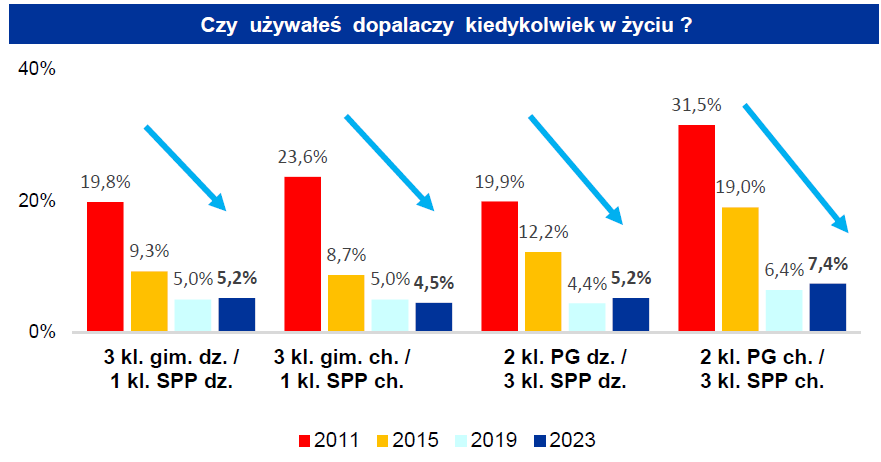 Czy używałeś dopalaczy kiedykolwiek w życiu ?
40%
20%
0%
19,8%
9,3%
5,0%
5,2%
23,6%
8,7%
5,0%
4,5%
19,9%
12,2%
4,4%
5,2%
31,5%
19,0%
6,4%
7,4%
3 kl. gim. dz. /
1 kl. SPP dz.
3 kl. gim. ch. /
1 kl. SPP ch.
2 kl. PG dz. /
3 kl. SPP dz.
2 kl. PG ch. /
3 kl. SPP ch.
2011 2015 2019 2023